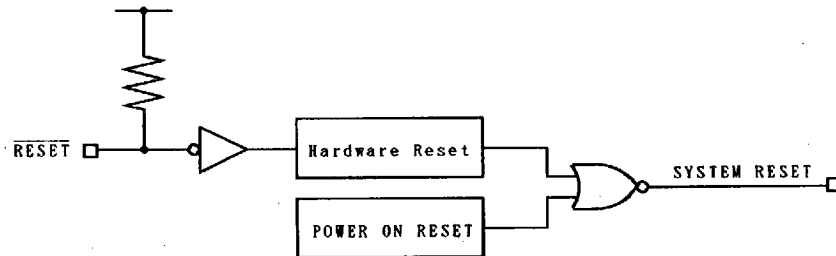 RESET
Hardware Reset
SYSTEM RESET
POWER ON RESET